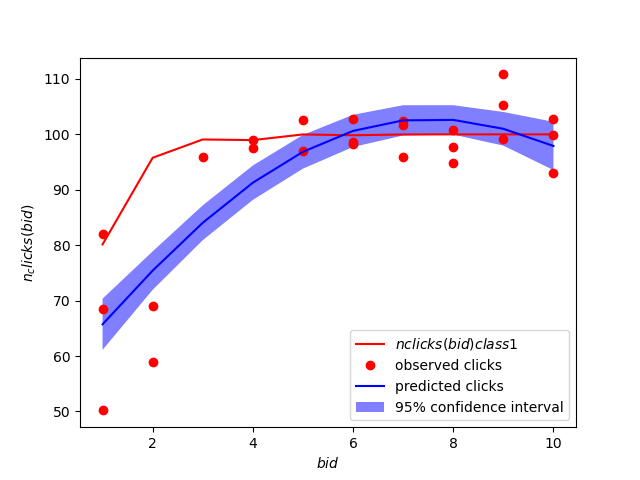 110
100
90
80
70
60
50
n_clicks(bid)
2
4
6
8
10
bid
nclicks(bid)class1
observed clicks
predicted clicks
95% confidence interval